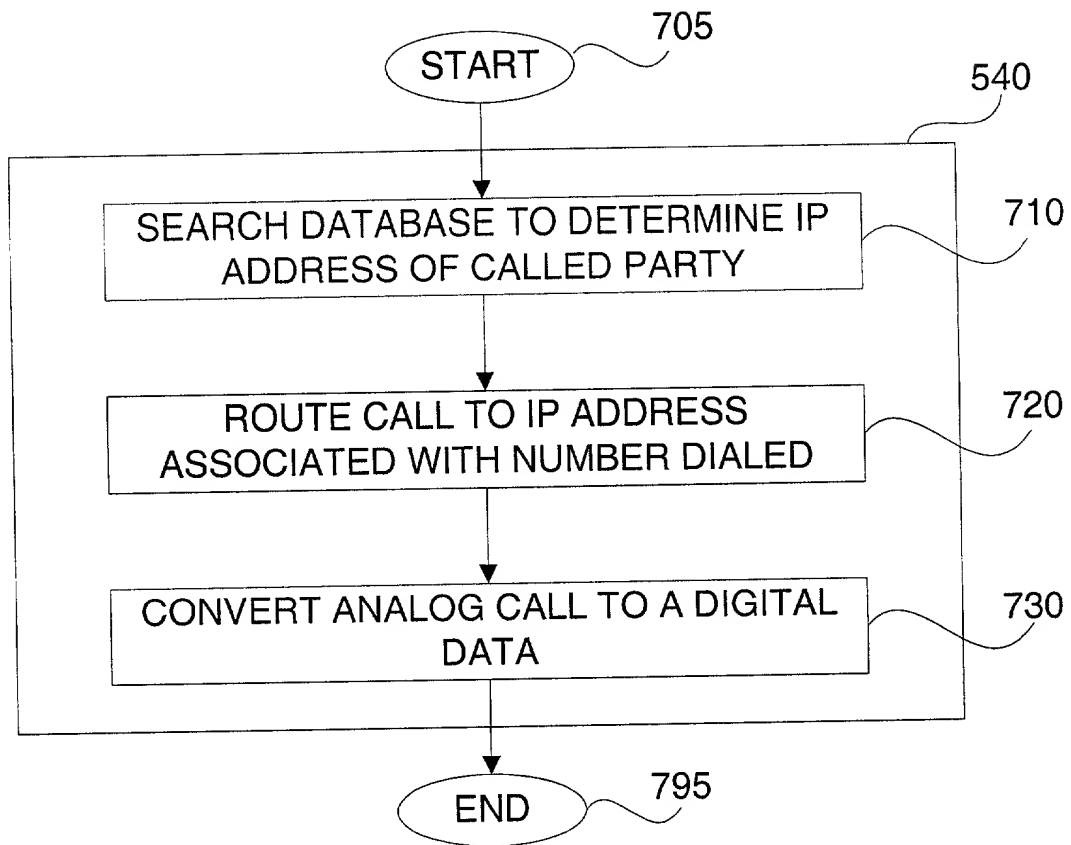 705
START
540
SEARCH DATABASE TO DETERMINE IP
ADDRESS OF CALLED PARTY
710
ROUTE CALL TO IP ADDRESS
ASSOCIATED WITH NUMBER DIALED
720
CONVERT ANALOG CALL TO A DIGITAL
DATA
730
END
795